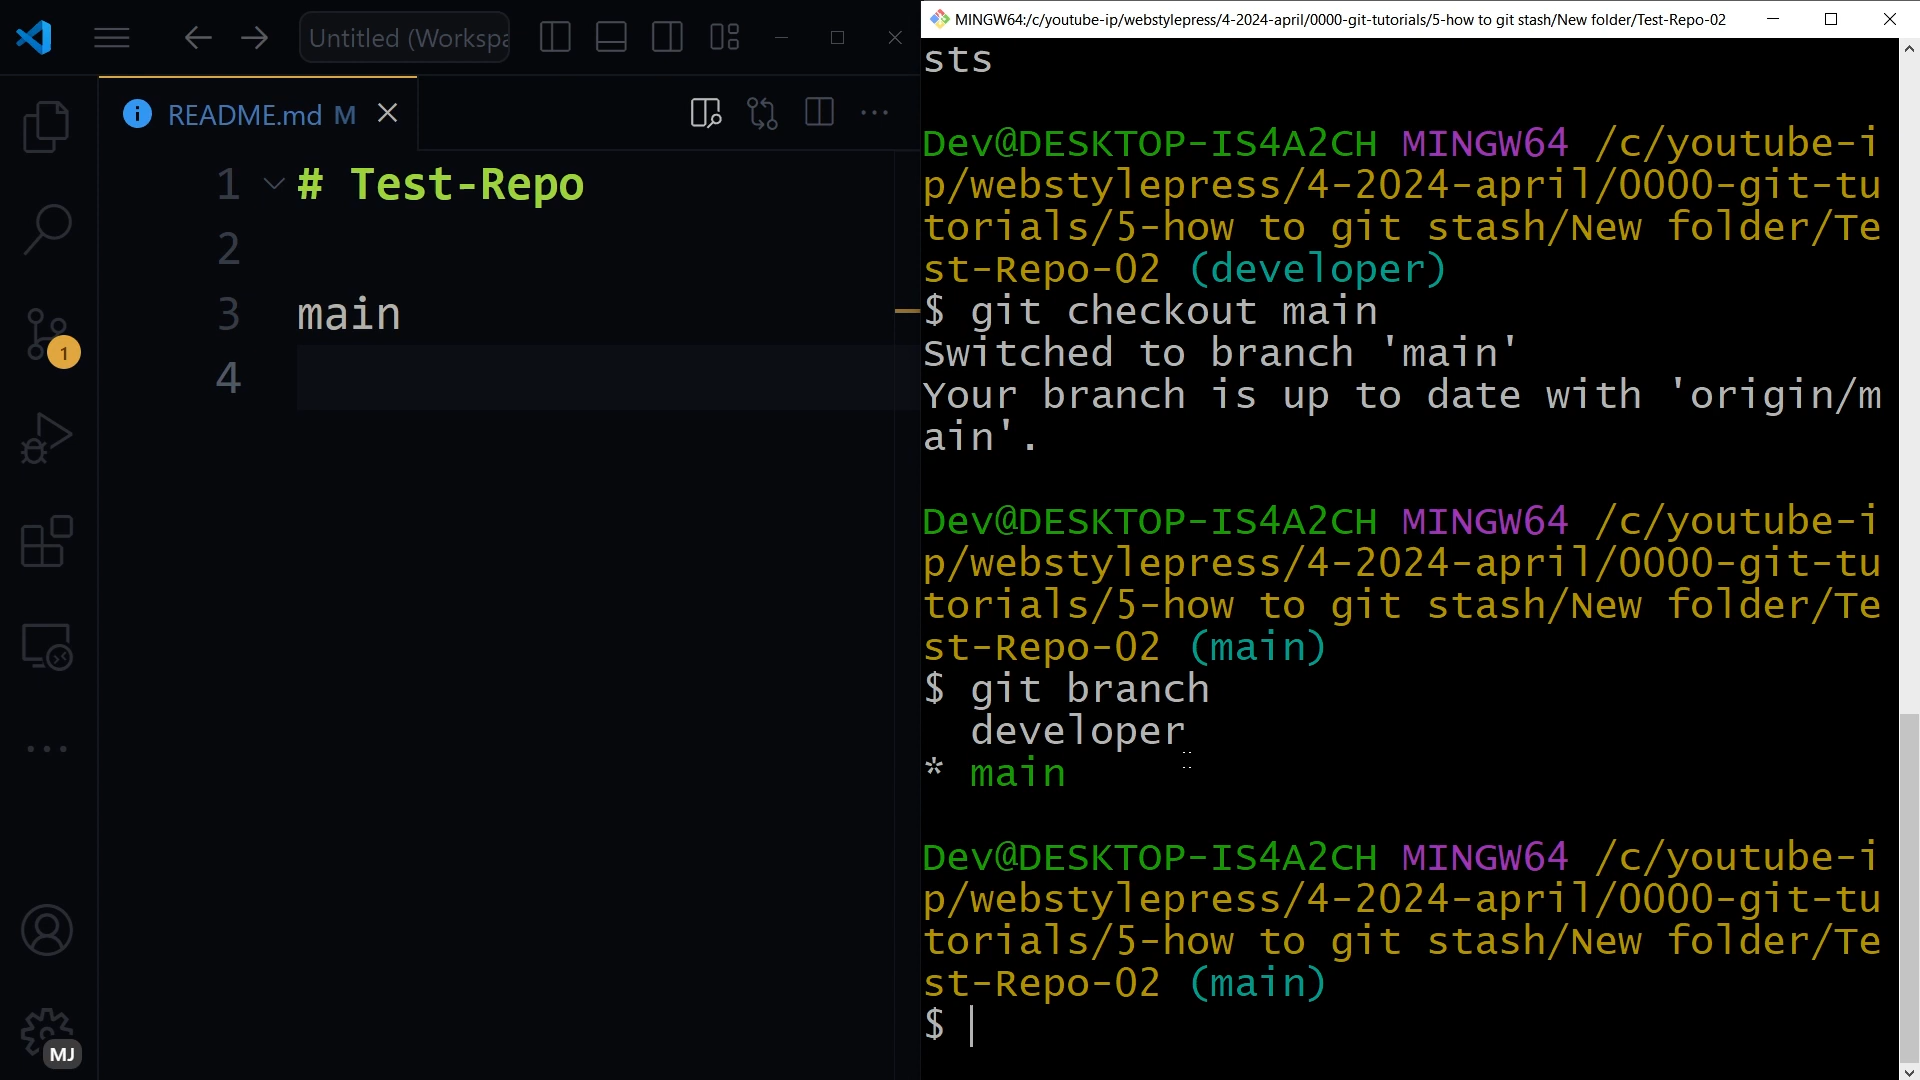 Untitled (Workspa
README.md M
1 # Test-Repo
2
3 main
4
1
MJ
MINGW64:/c/youtube-ip/webstylepress/4-2024-april/0000-git-tutorials/5-how to git stash/New folder/Test-Repo-02
sts
Dev@DESKTOP-IS4A2CH MINGW64 /c/youtube-i
p/webstylepress/4-2024-april/0000-git-tu
torials/5-how to git stash/New folder/Te
st-Repo-02 (developer)
$ git checkout main
Switched to branch 'main'
Your branch is up to date with 'origin/m
ain'.
Dev@DESKTOP-IS4A2CH MINGW64 /c/youtube-i
p/webstylepress/4-2024-april/0000-git-tu
torials/5-how to git stash/New folder/Te
st-Repo-02 (main)
$ git branch
developer
* main
Dev@DESKTOP-IS4A2CH MINGW64 /c/youtube-i
p/webstylepress/4-2024-april/0000-git-tu
torials/5-how to git stash/New folder/Te
st-Repo-02 (main)
$